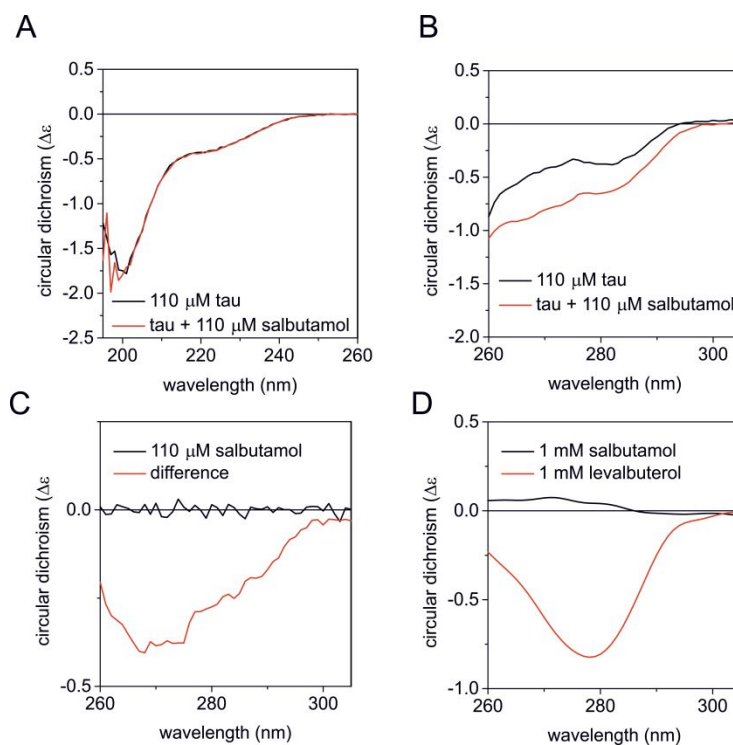 A
0.5
0.0
-0.5
-1.0
-1.5
-2.0
-2.5
200 220 240 260
circular dichroism (Δε
wavelength (nm)
110 μM tau
tau + 110 μM salbutamol
B
0.5
0.0
-0.5
-1.0
-1.5
-2.0
260 280 300
circular dichroism (Δε
wavelength (nm)
110 μM tau
tau + 110 μM salbutamol
C
110 μM salbutamol
difference
0.0
-0.5
260 280 300
circular dichroism (Δε
wavelength (nm)
D
0.5
0.0
-0.5
-1.0
260 280 300
circular dichroism (Δε
wavelength (nm)
1 mM salbutamol
1 mM levalbuterol